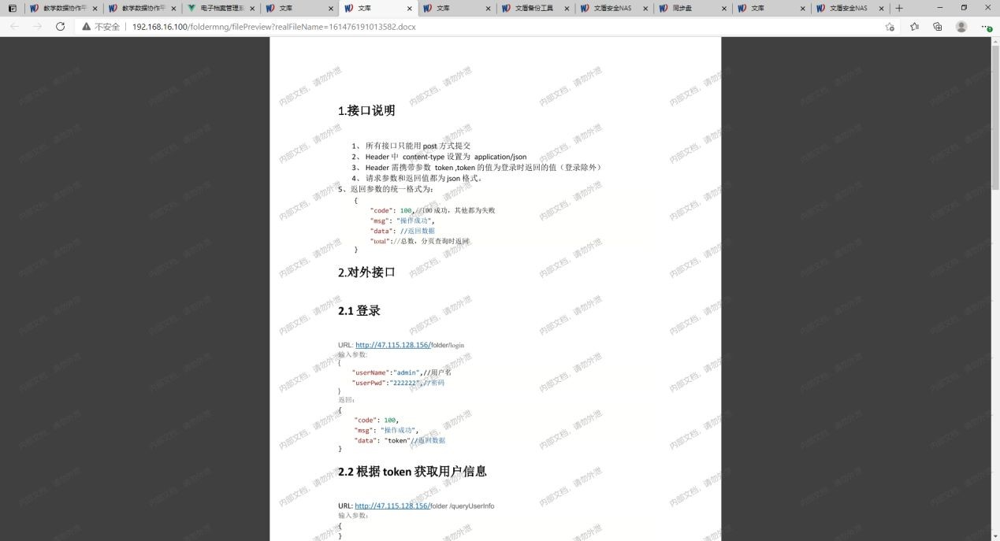 教学数据协作平
教学数据协作平
电子档案管理系
文库
文库
文库
文盾备份工具
文盾安全NAS
同步盘
文库
文盾安全NAS
不安全 | 192.168.16.100/foldermng/filePreview?realFileName=161476191013582.docx
内部文档，请勿外泄
1.接口说明
1、 所有接口只能用 post 方式提交
2、 Header 中 content-type 设置为 application/json
3、 Header 需携带参数 token ,token 的值为登录时返回的值（登录除外）
4、 请求参数和返回值都为 json 格式。
5、返回参数的统一格式为：
{
"code": 100,//100 成功，其他都为失败
"msg": "操作成功",
"data": //返回数据
"total"://总数，分页查询时返回
}
2.对外接口
2.1 登录
URL: http://47.115.128.156/folder/login
输入参数:
{
"userName":"admin",//用户名
"userPwd":"222222",//密码
}
返回：
{
"code": 100,
"msg": "操作成功",
"data": "token"//返回数据
}
2.2 根据 token 获取用户信息
URL: http://47.115.128.156/folder /queryUserInfo
输入参数：
{
}